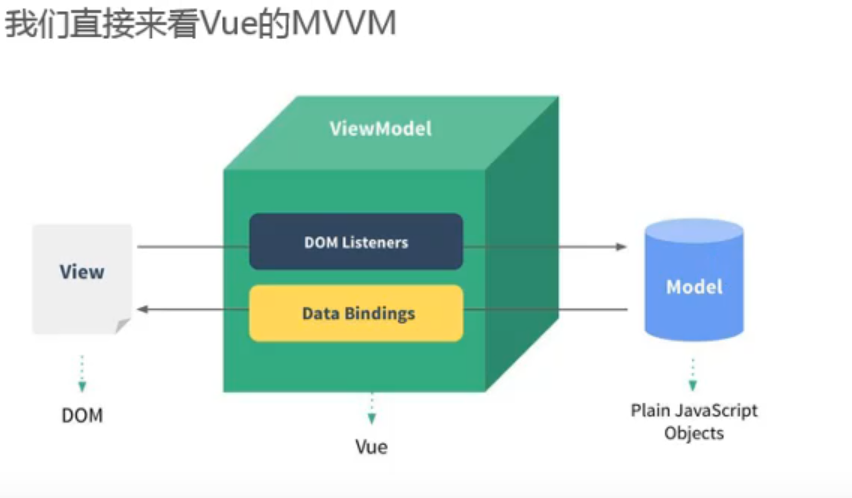 我们直接来看Vue的MVVM
ViewModel
DOM Listeners
View
Model
Data Bindings
DOM
Plain JavaScript
Objects
Vue